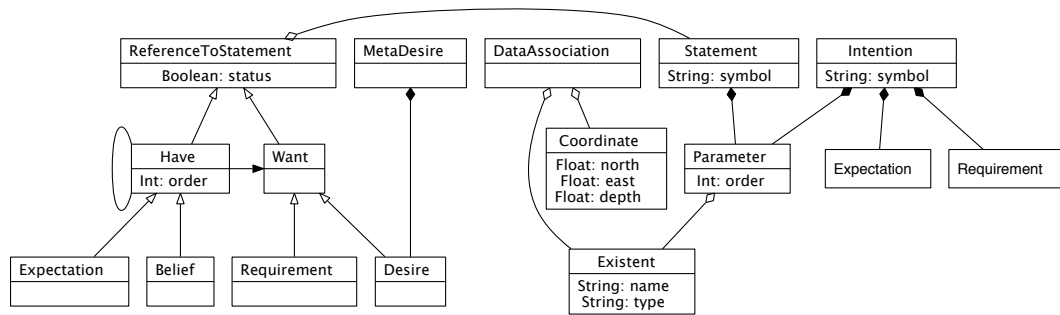 ReferenceToStatement
Boolean: status
MetaDesire
DataAssociation
Statement
String: symbol
Intention
String: symbol
Have
Int: order
Want
Coordinate
Float: north
Float: east
Float: depth
Parameter
Int: order
Expectation
Requirement
Expectation
Belief
Requirement
Desire
Existent
String: name
String: type